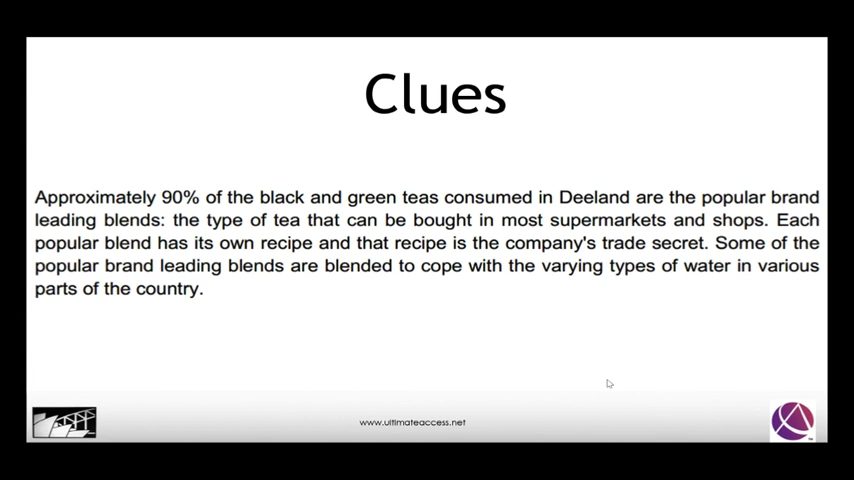 Clues
Approximately 90% of the black and green teas consumed in Deeland are the popular brand
leading blends: the type of tea that can be bought in most supermarkets and shops. Each
popular blend has its own recipe and that recipe is the company's trade secret. Some of the
popular brand leading blends are blended to cope with the varying types of water in various
parts of the country.
www.ultimateaccess.net